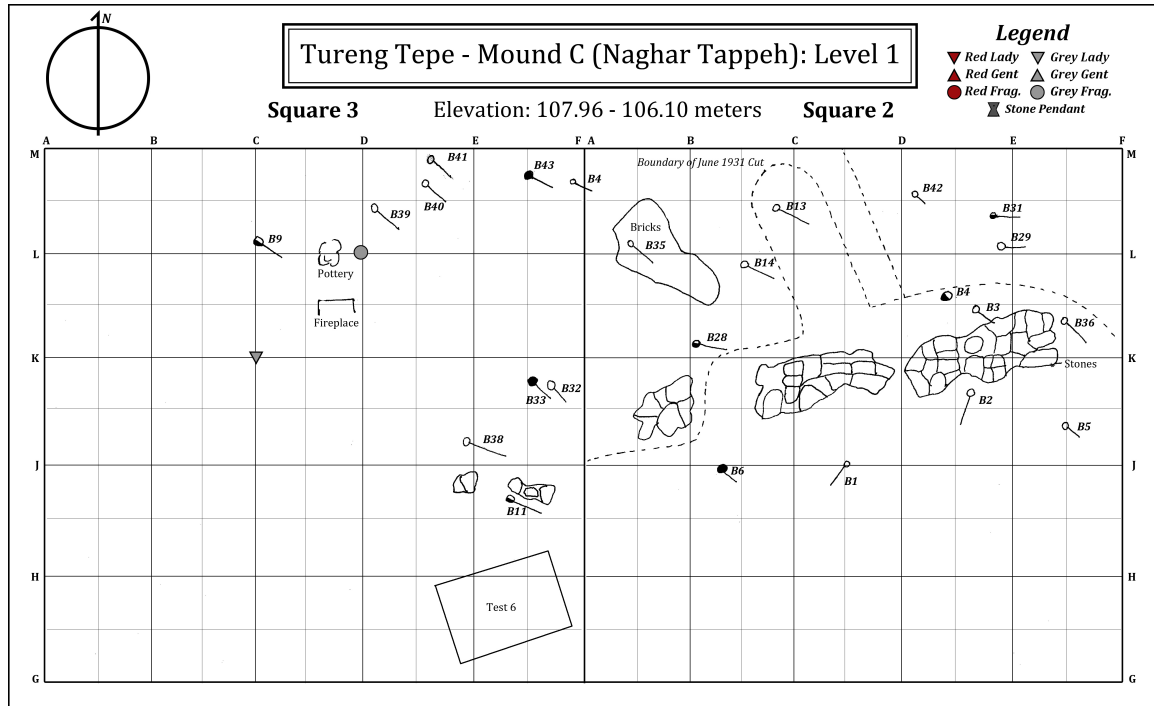 N
Tureng Tepe - Mound C (Naghar Tappeh): Level 1
Legend
Red Lady Grey Lady
Red Gent Grey Gent
Red Frag. Grey Frag.
Stone Pendant
Square 3 Elevation: 107.96 - 106.10 meters Square 2
A B C D E F A B C D E F
M M
B41
B43
Boundary of June 1931 Cut
B4
B42
B40
B39
B13
B31
Bricks
B9
B35
B29
L L
Pottery
B14
B4
B3
Fireplace
B36
B28
K K
Stones
B32
B33
B2
B5
B38
J J
B6
B1
B11
H H
Test 6
G G